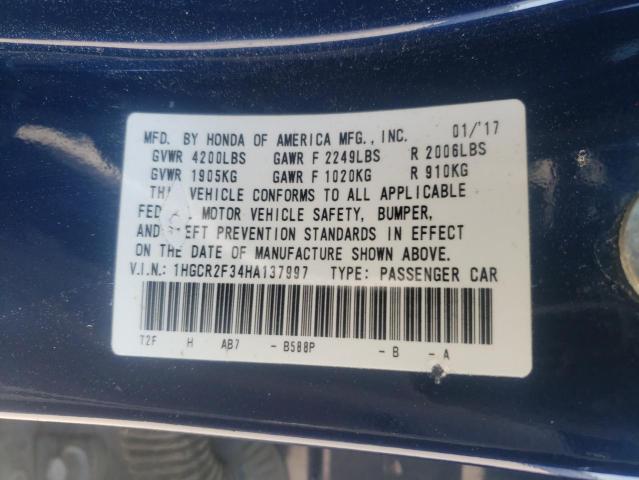 MFD. BY HONDA OF AMERICA MFG., INC. 01/'17
GVWR 4200LBS GAWR F 2249LBS R 2006LBS
GVWR 1905KG GAWR F 1020KG R 910KG
VEHICLE CONFORMS TO ALL APPLICABLE
MOTOR VEHICLE SAFETY, BUMPER,
AND PREVENTION STANDARDS IN EFFECT
ON THE DATE OF MANUFACTURE SHOWN ABOVE.
V.I.N.: 1HGCR2F34HA137997 TYPE: PASSENGER CAR
T2F H AB7 - B588P - B - A